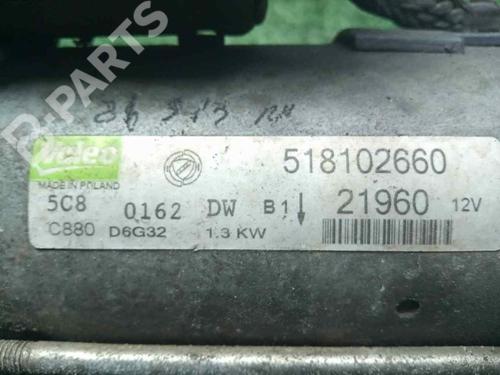 B-PARTS
Valeo
MADE IN POLAND
518102660
5C8 0162 DW B1 21960 12V
C880 D6G32 1.3 KW